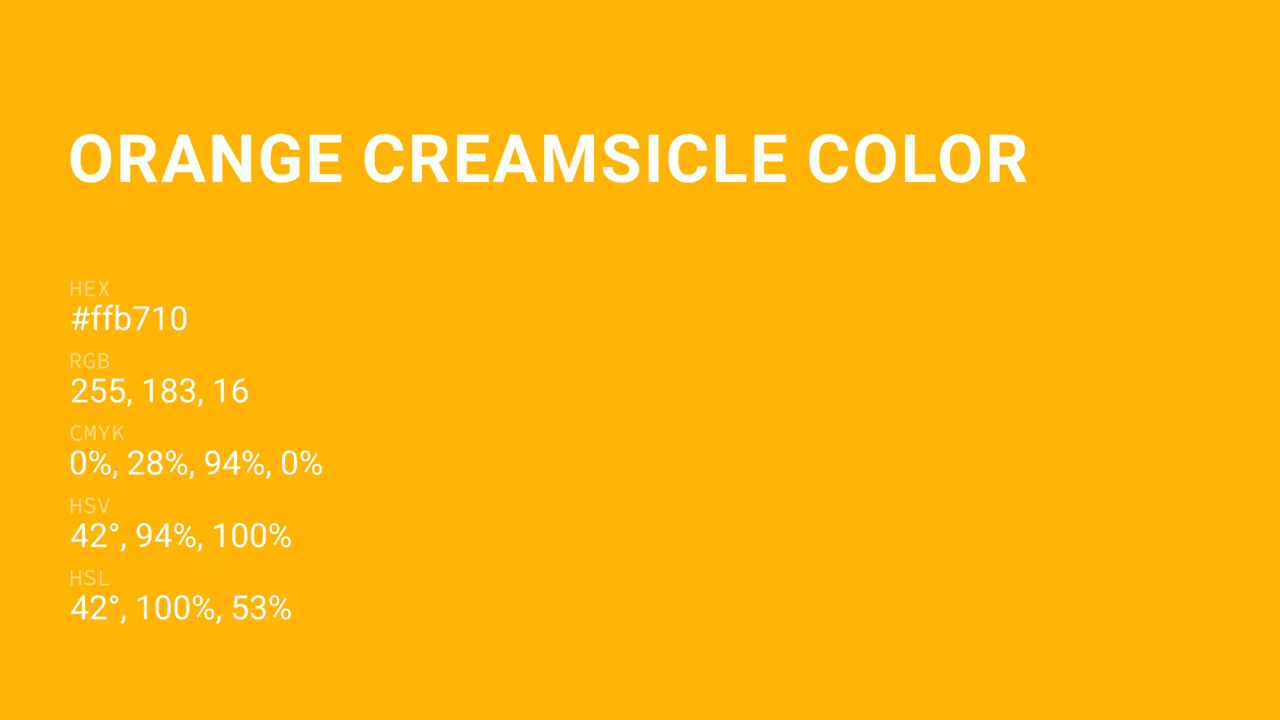 ORANGE CREAMSICLE COLOR
HEX
#ffb710
RGB
255, 183, 16
CMYK
0%, 28%, 94%, 0%
HSV
42°, 94%, 100%
HSL
42°, 100%, 53%